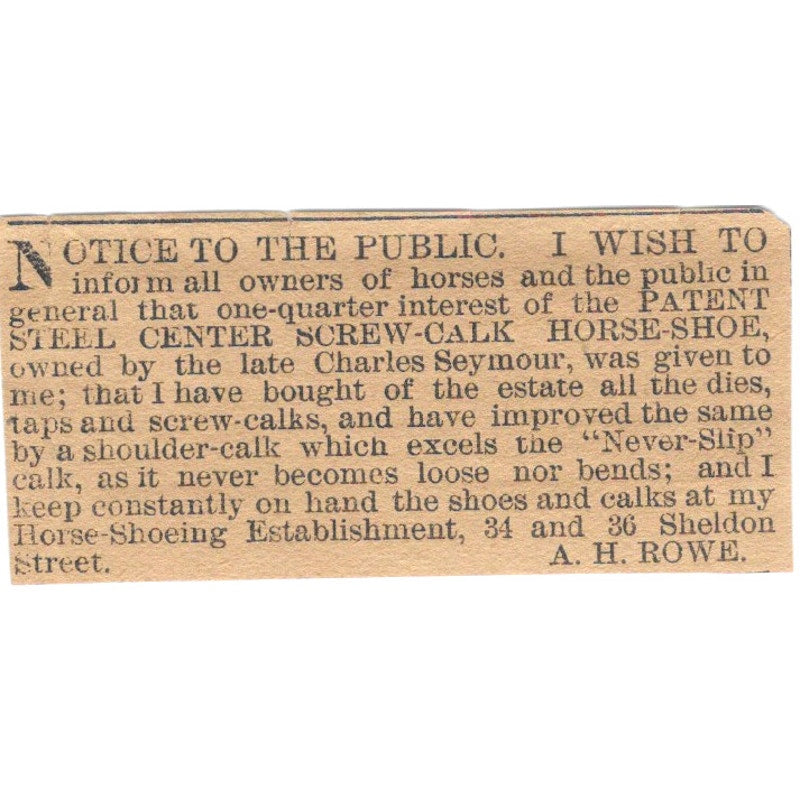 NOTICE TO THE PUBLIC. I WISH TO
inform all owners of horses and the public in
general that one-quarter interest of the PATENT
STEEL CENTER SCREW-CALK HORSE-SHOE,
owned by the late Charles Seymour, was given to
me; that I have bought of the estate all the dies,
taps and screw-calks, and have improved the same
by a shoulder-calk which excels the "Never-Slip"
calk, as it never becomes loose nor bends; and I
keep constantly on hand the shoes and calks at my
Horse-Shoeing Establishment, 34 and 36 Sheldon
Street. A. H. ROWE.